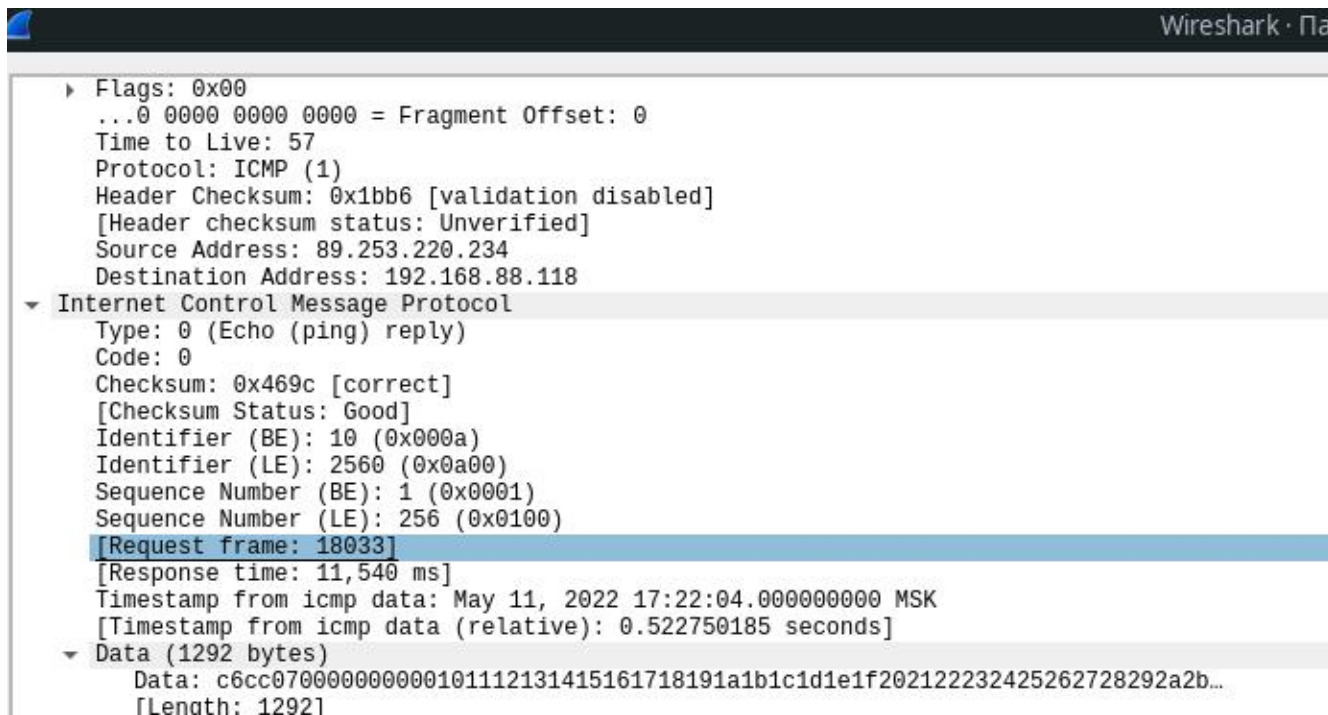 Wireshark · Па
Flags: 0x00
...0 0000 0000 0000 = Fragment Offset: 0
Time to Live: 57
Protocol: ICMP (1)
Header Checksum: 0x1bb6 [validation disabled]
[Header checksum status: Unverified]
Source Address: 89.253.220.234
Destination Address: 192.168.88.118
Internet Control Message Protocol
Type: 0 (Echo (ping) reply)
Code: 0
Checksum: 0x469c [correct]
[Checksum Status: Good]
Identifier (BE): 10 (0x000a)
Identifier (LE): 2560 (0x0a00)
Sequence Number (BE): 1 (0x0001)
Sequence Number (LE): 256 (0x0100)
[Request frame: 18033]
[Response time: 11,540 ms]
Timestamp from icmp data: May 11, 2022 17:22:04.000000000 MSK
[Timestamp from icmp data (relative): 0.522750185 seconds]
Data (1292 bytes)
Data: c6cc070000000000101112131415161718191a1b1c1d1e1f202122232425262728292a2b…
[Length: 1292]